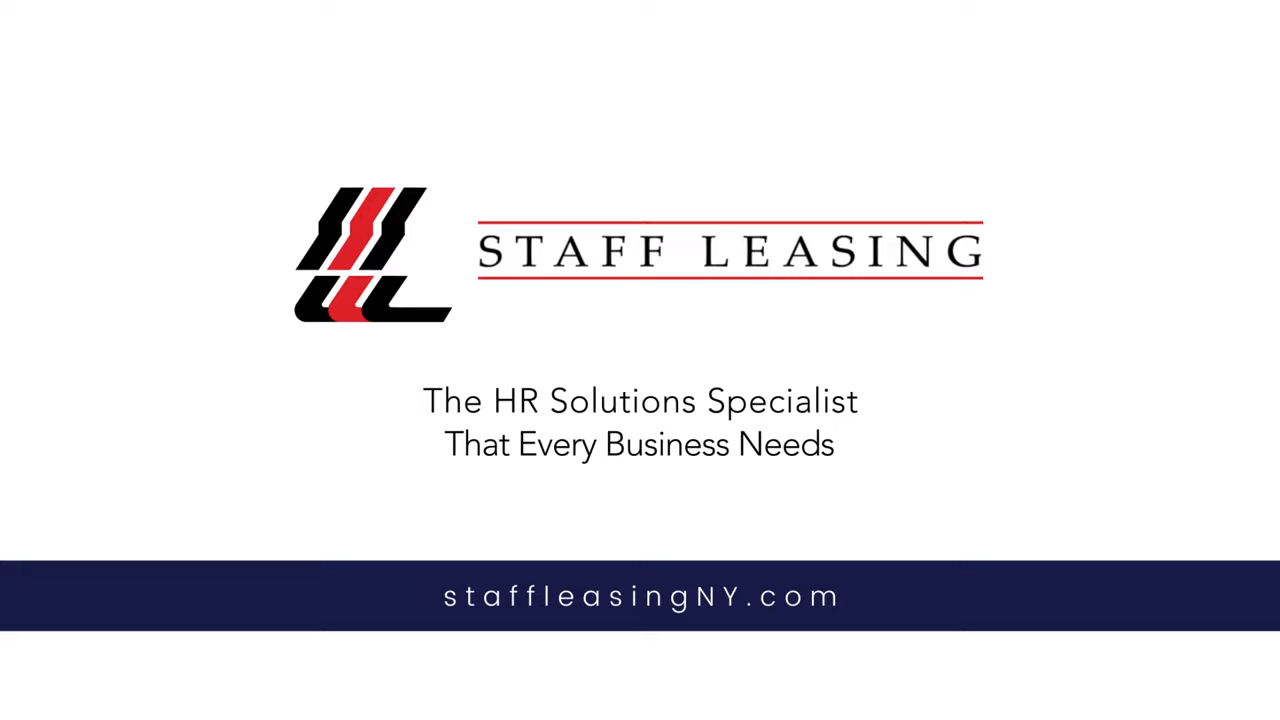 STAFF LEASING
The HR Solutions Specialist
That Every Business Needs
staffleasingNY.com